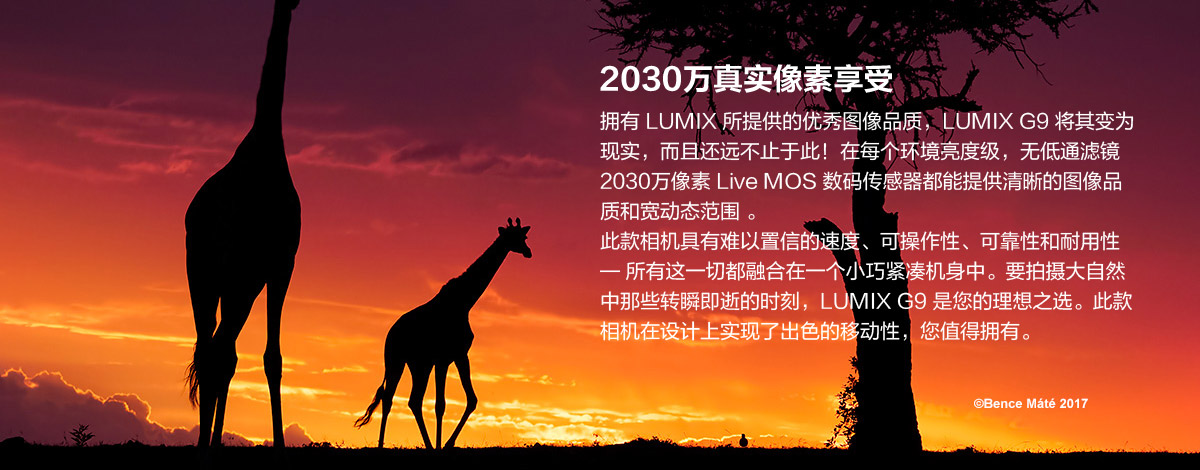 2030万真实像素享受
拥有 LUMIX 所提供的优秀图像品质，LUMIX G9 将其变为
现实，而且还远不止于此！在每个环境亮度级，无低通滤镜
2030万像素 Live MOS 数码传感器都能提供清晰的图像品
质和宽动态范围 。
此款相机具有难以置信的速度、可操作性、可靠性和耐用性
— 所有这一切都融合在一个小巧紧凑机身中。要拍摄大自然
中那些转瞬即逝的时刻，LUMIX G9 是您的理想之选。此款
相机在设计上实现了出色的移动性，您值得拥有。
©Bence Máté 2017